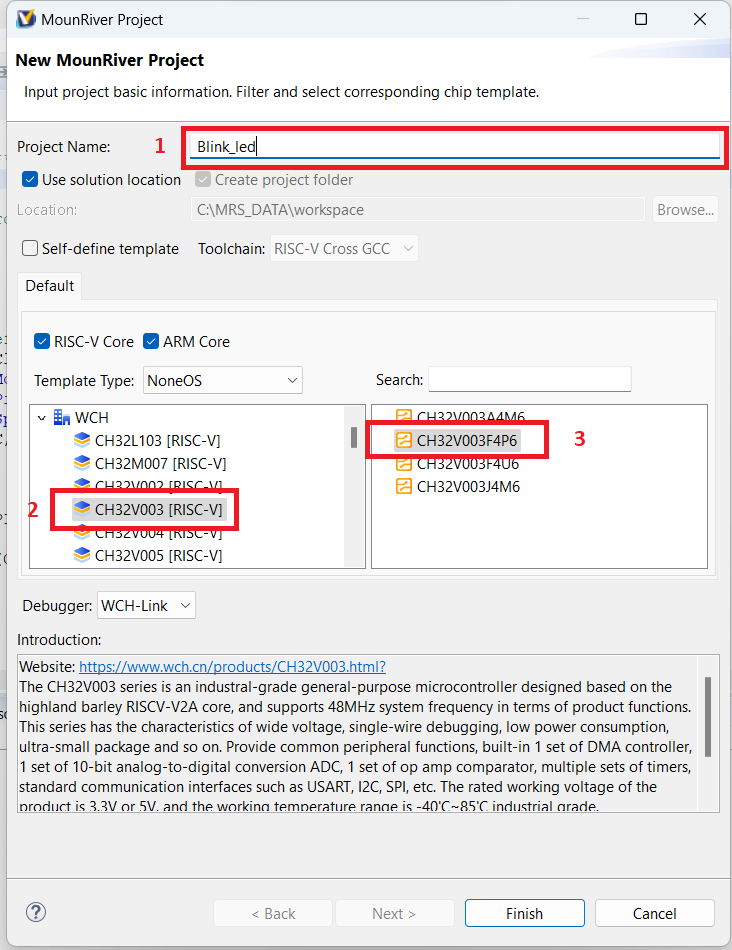 MounRiver Project
New MounRiver Project
Input project basic information. Filter and select corresponding chip template.
Project Name: 1 Blink_led
Use solution location Create project folder
Location: C:\MRS_DATA\workspace Browse...
Self-define template Toolchain: RISC-V Cross GCC
Default
RISC-V Core ARM Core
Template Type: NoneOS Search:
WCH CH32V003A4M6
CH32L103 [RISC-V] CH32V003F4P6 3
CH32M007 [RISC-V] CH32V003F4U6
CH32V002 [RISC-V] CH32V003J4M6
2 CH32V003 [RISC-V]
CH32V004 [RISC-V]
CH32V005 [RISC-V]
Debugger: WCH-Link
Introduction:
Website: https://www.wch.cn/products/CH32V003.html?
The CH32V003 series is an industral-grade general-purpose microcontroller designed based on the
highland barley RISCV-V2A core, and supports 48MHz system frequency in terms of product functions.
This series has the characteristics of wide voltage, single-wire debugging, low power consumption,
ultra-small package and so on. Provide common peripheral functions, built-in 1 set of DMA controller,
1 set of 10-bit analog-to-digital conversion ADC, 1 set of op amp comparator, multiple sets of timers,
standard communication interfaces such as USART, I2C, SPI, etc. The rated working voltage of the
product is 3.3V or 5V, and the working temperature range is -40'C~85'C industrial grade.
? < Back Next > Finish Cancel